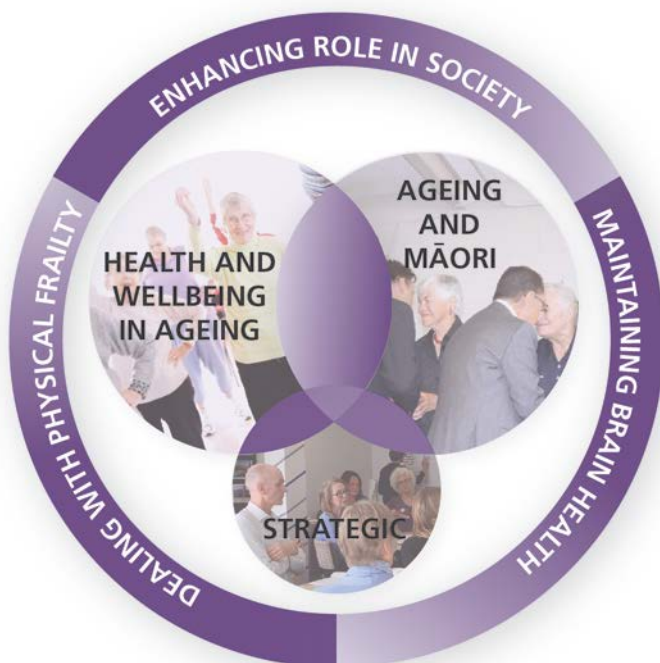 ENHANCING ROLE IN SOCIETY
AGEING
AND
MĀORI
HEALTH AND
WELLBEING
IN AGEING
STRATEGIC
DEALING WITH PHYSICAL FRAILTY
MAINTAINING BRAIN HEALTH